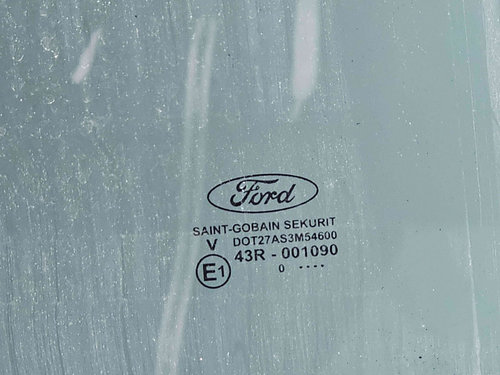 Ford
SAINT-GOBAIN SEKURIT
V DOT27AS3M54600
43R - 001090
E1
0 ····